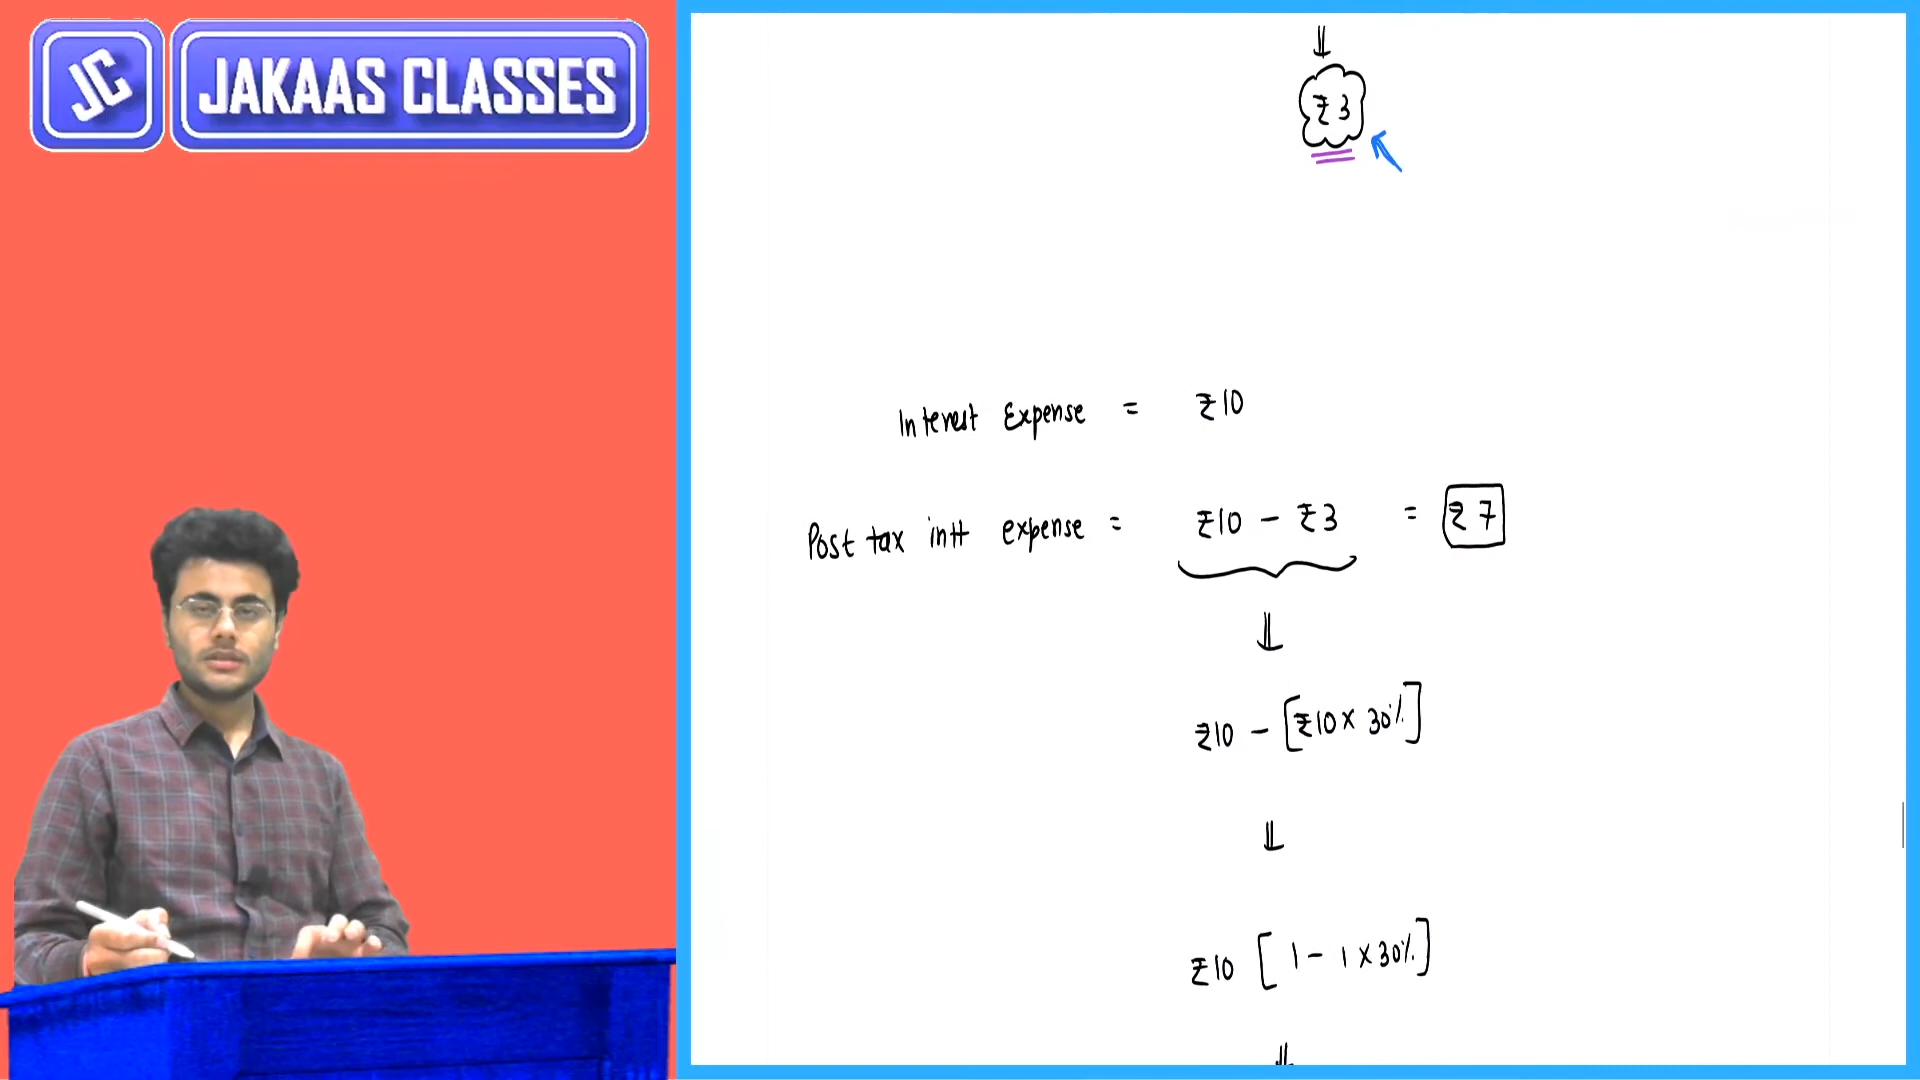 JC
JAKAAS CLASSES
₹3
Interest Expense = ₹10
Post tax intt expense = ₹10 - ₹3 = ₹7
₹10 - [₹10 x 30%]
₹10 [ 1 - 1 x 30%]